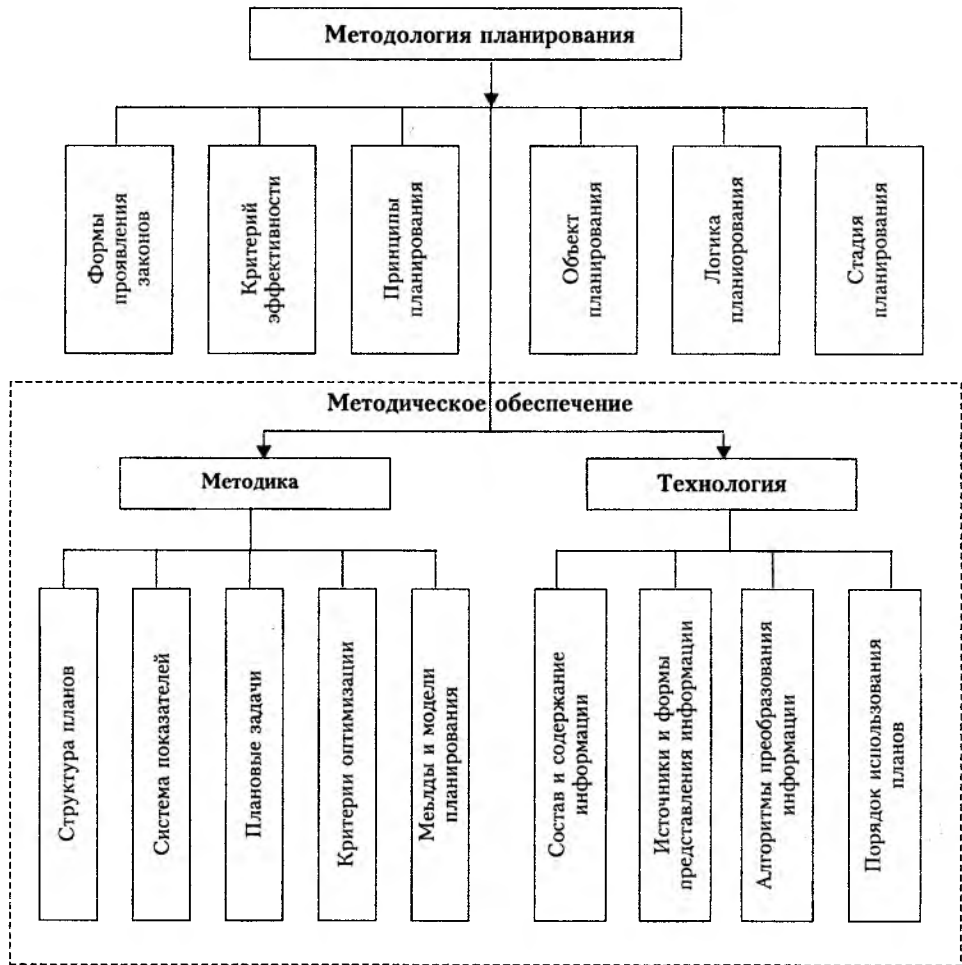 Методология планирования
Формы
проявления
законов
Критерий
эффективности
Принципы
планирования
Объект
планирования
Логика
планиорования
Стадия
планирования
Методическое обеспечение
Методика
Технология
Структура планов
Система показателей
Плановые задачи
Критерии оптимизации
Меылды и модели
планирования
Состав и содержание
информации
Источники и формы
представления информации
Алгоритмы преобразования
информации
Порядок использования
планов